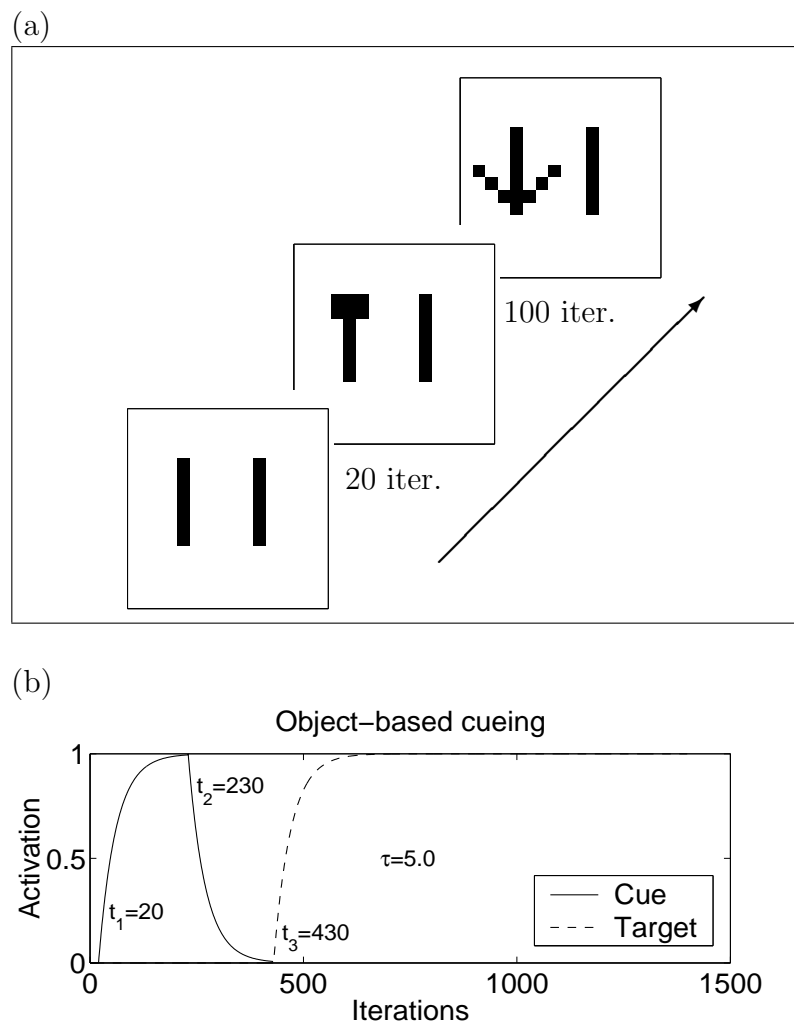 (a)
100 iter.
20 iter.
(b)
Object−based cueing
Activation
1
0.5
0
t1=20
t2=230
t3=430
τ=5.0
Cue
Target
0
500
1000
1500
Iterations